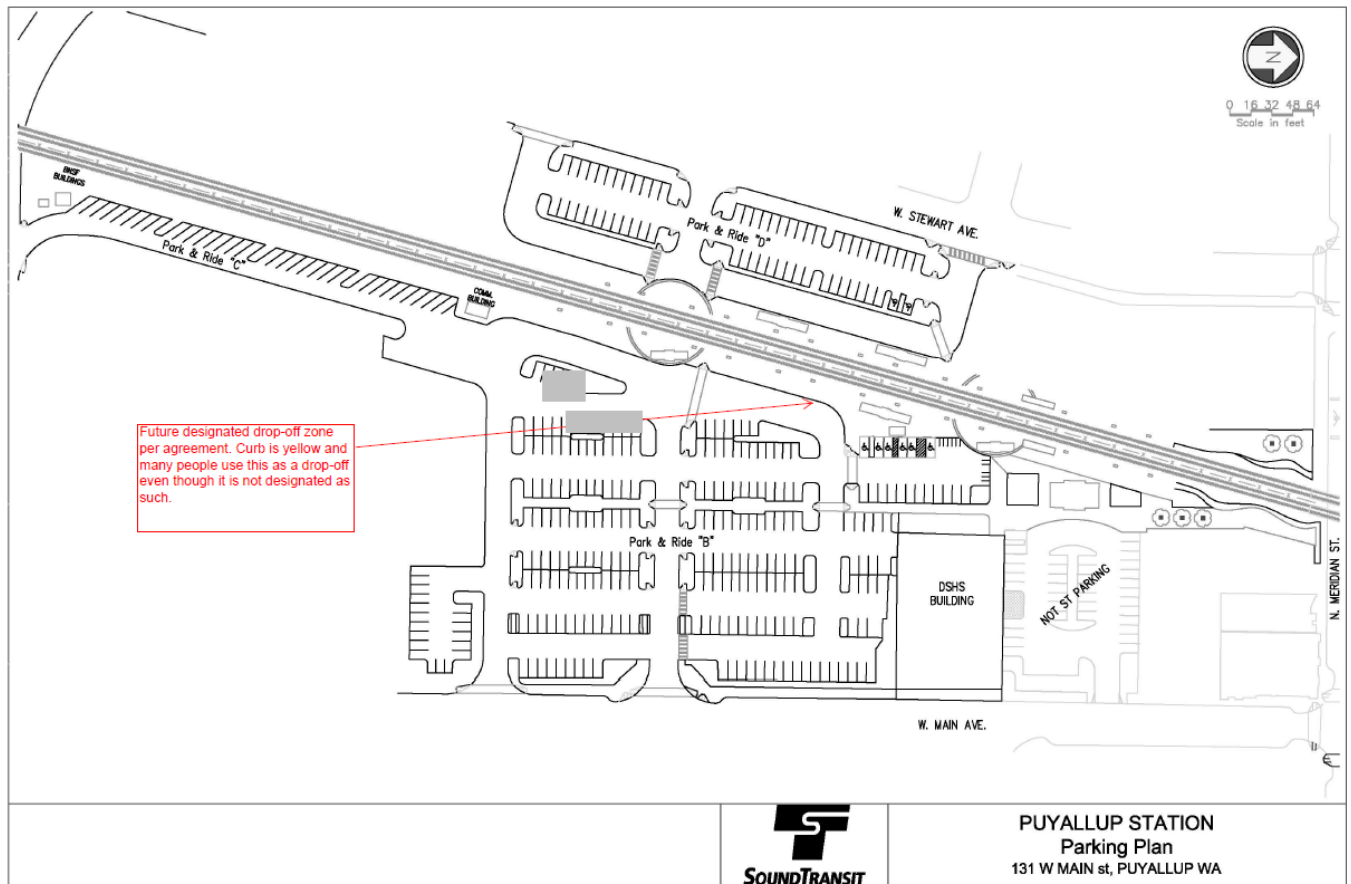 N
0 16 32 48 64
Scale in feet
BNSF
BUILDINGS
Park & Ride "C"
COMM.
BUILDING
Park & Ride "D"
W. STEWART AVE.
Future designated drop-off zone
per agreement. Curb is yellow and
many people use this as a drop-off
even though it is not designated as
such.
Park & Ride "B"
DSHS
BUILDING
NOT ST PARKING
N. MERIDIAN ST.
W. MAIN AVE.
SOUNDTRANSIT
PUYALLUP STATION
Parking Plan
131 W MAIN st, PUYALLUP WA